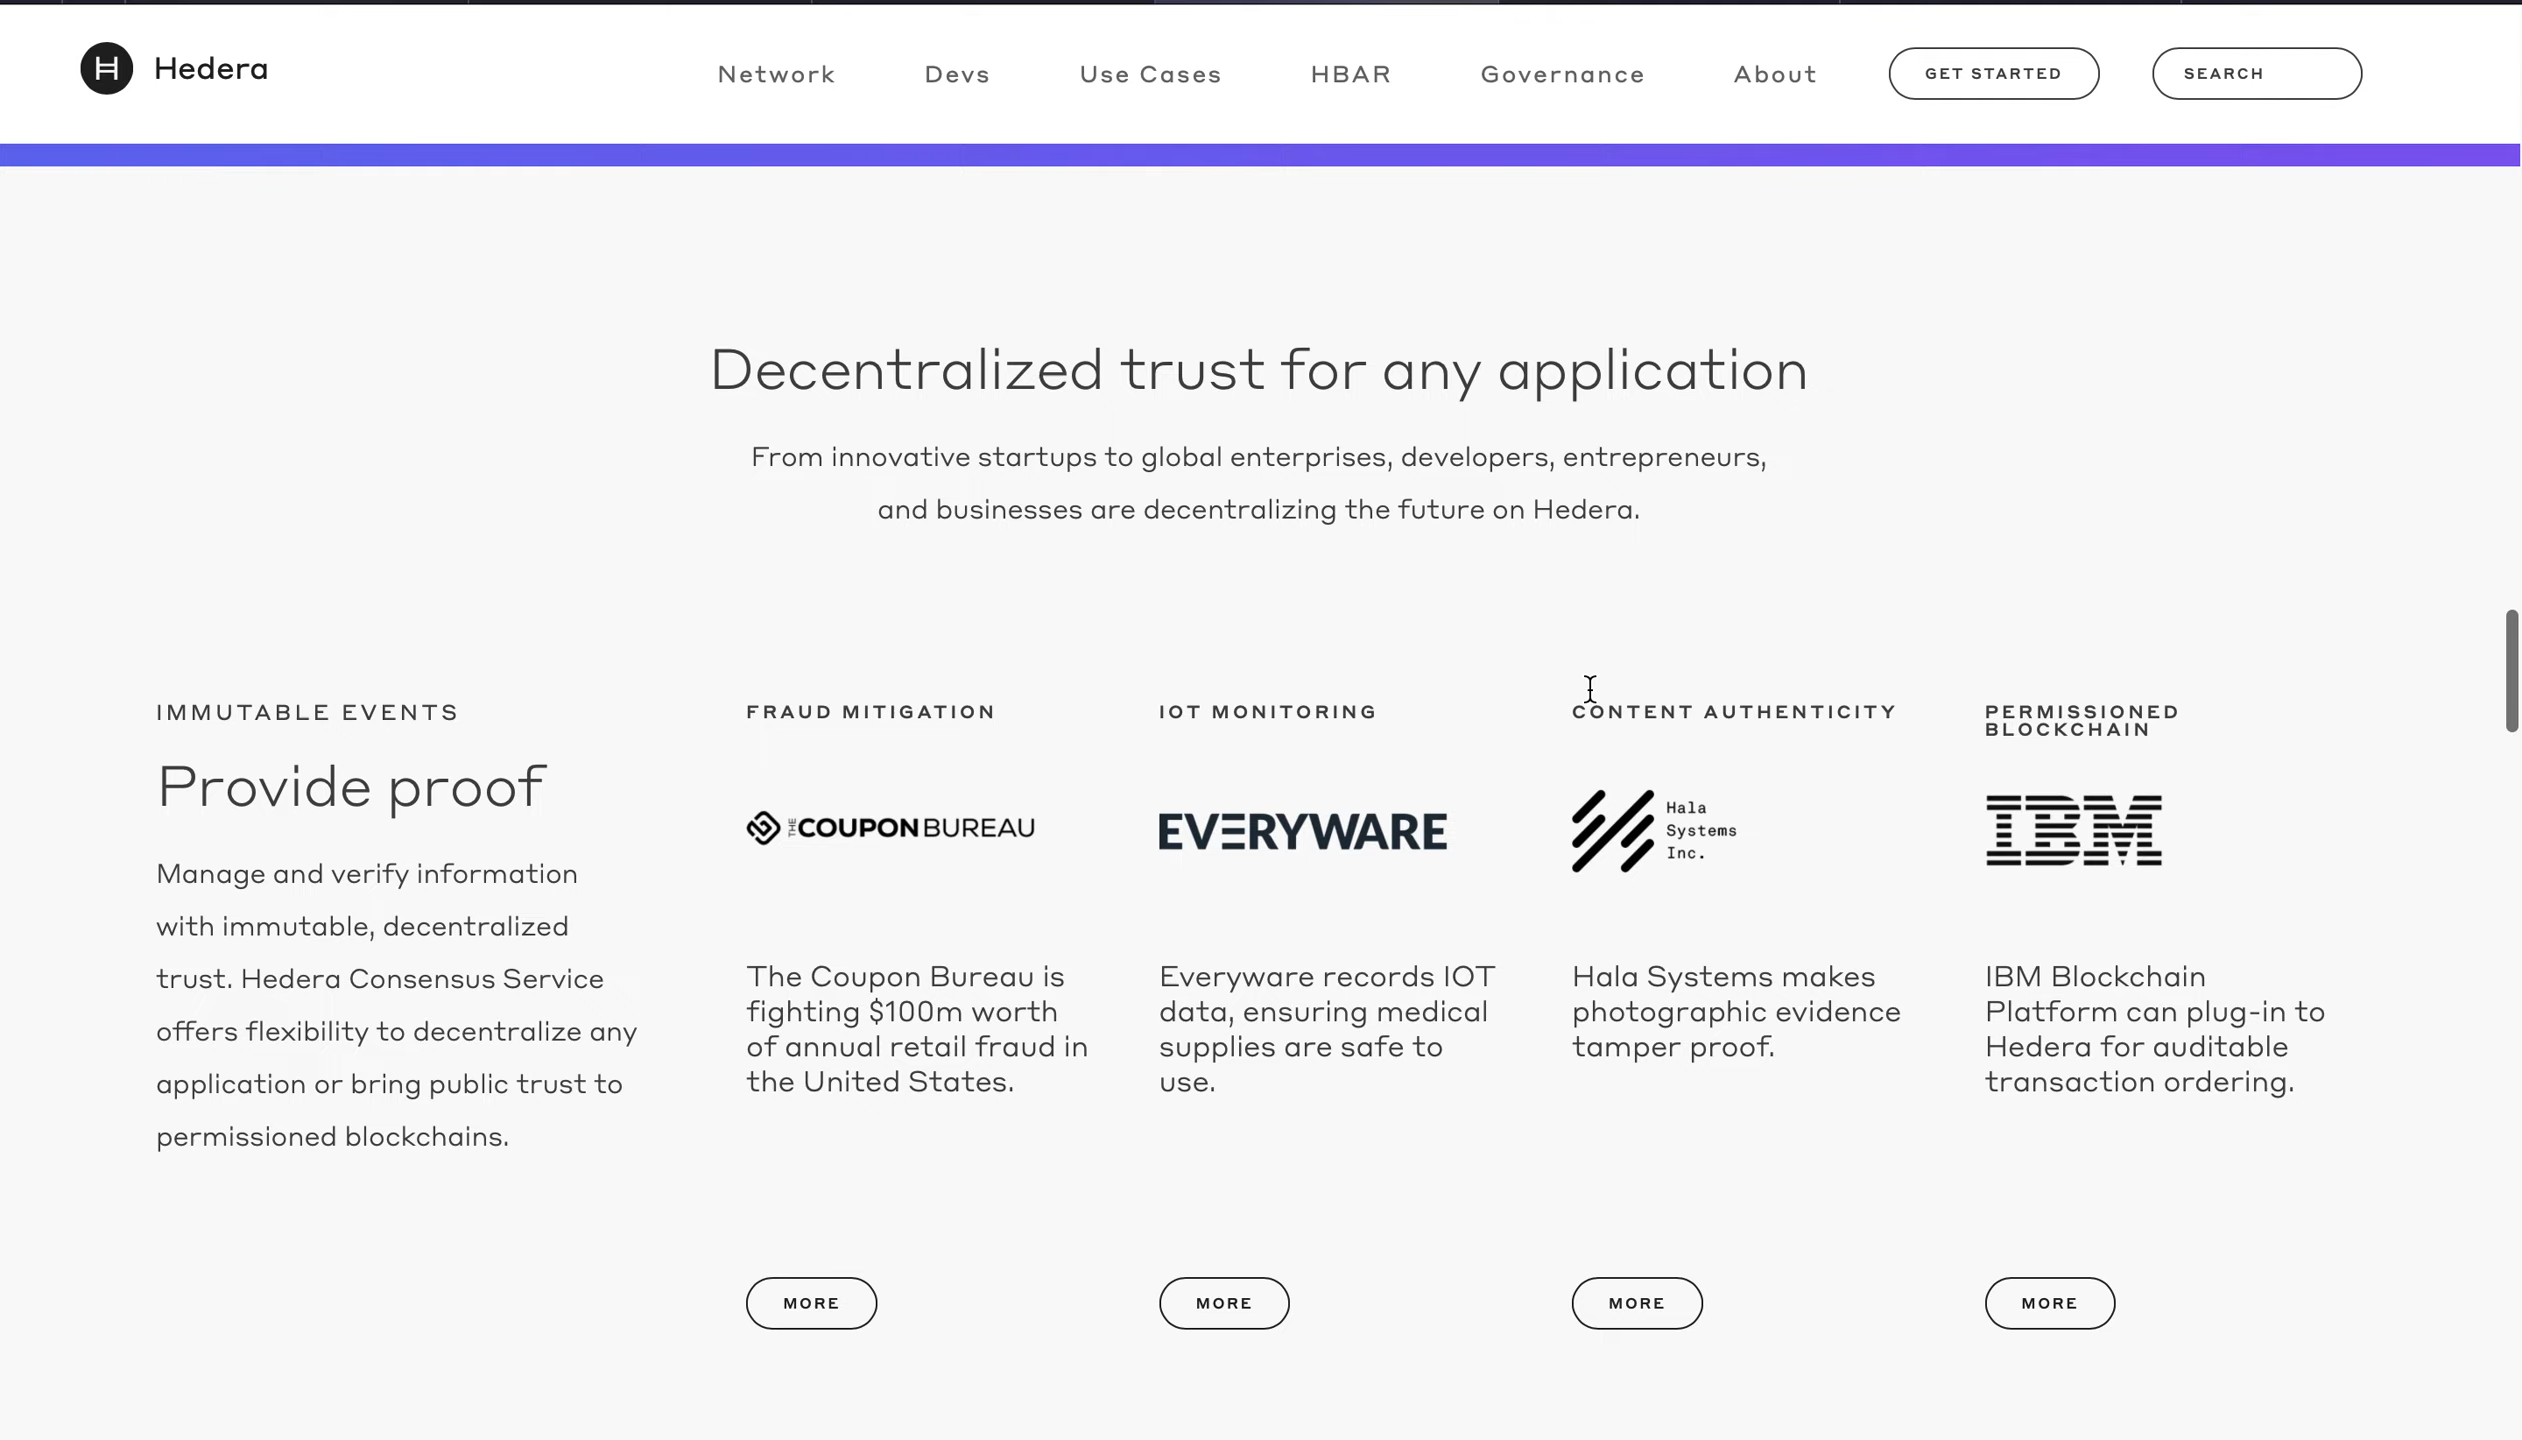 Hedera
Network
Devs
Use Cases
HBAR
Governance
About
GET STARTED
SEARCH
Decentralized trust for any application
From innovative startups to global enterprises, developers, entrepreneurs,
and businesses are decentralizing the future on Hedera.
IMMUTABLE EVENTS
Provide proof
Manage and verify information
with immutable, decentralized
trust. Hedera Consensus Service
offers flexibility to decentralize any
application or bring public trust to
permissioned blockchains.
FRAUD MITIGATION
THE COUPON BUREAU
The Coupon Bureau is
fighting $100m worth
of annual retail fraud in
the United States.
MORE
IOT MONITORING
EVERYWARE
Everyware records IOT
data, ensuring medical
supplies are safe to
use.
MORE
CONTENT AUTHENTICITY
Hala
Systems
Inc.
Hala Systems makes
photographic evidence
tamper proof.
MORE
PERMISSIONED
BLOCKCHAIN
IBM
IBM Blockchain
Platform can plug-in to
Hedera for auditable
transaction ordering.
MORE